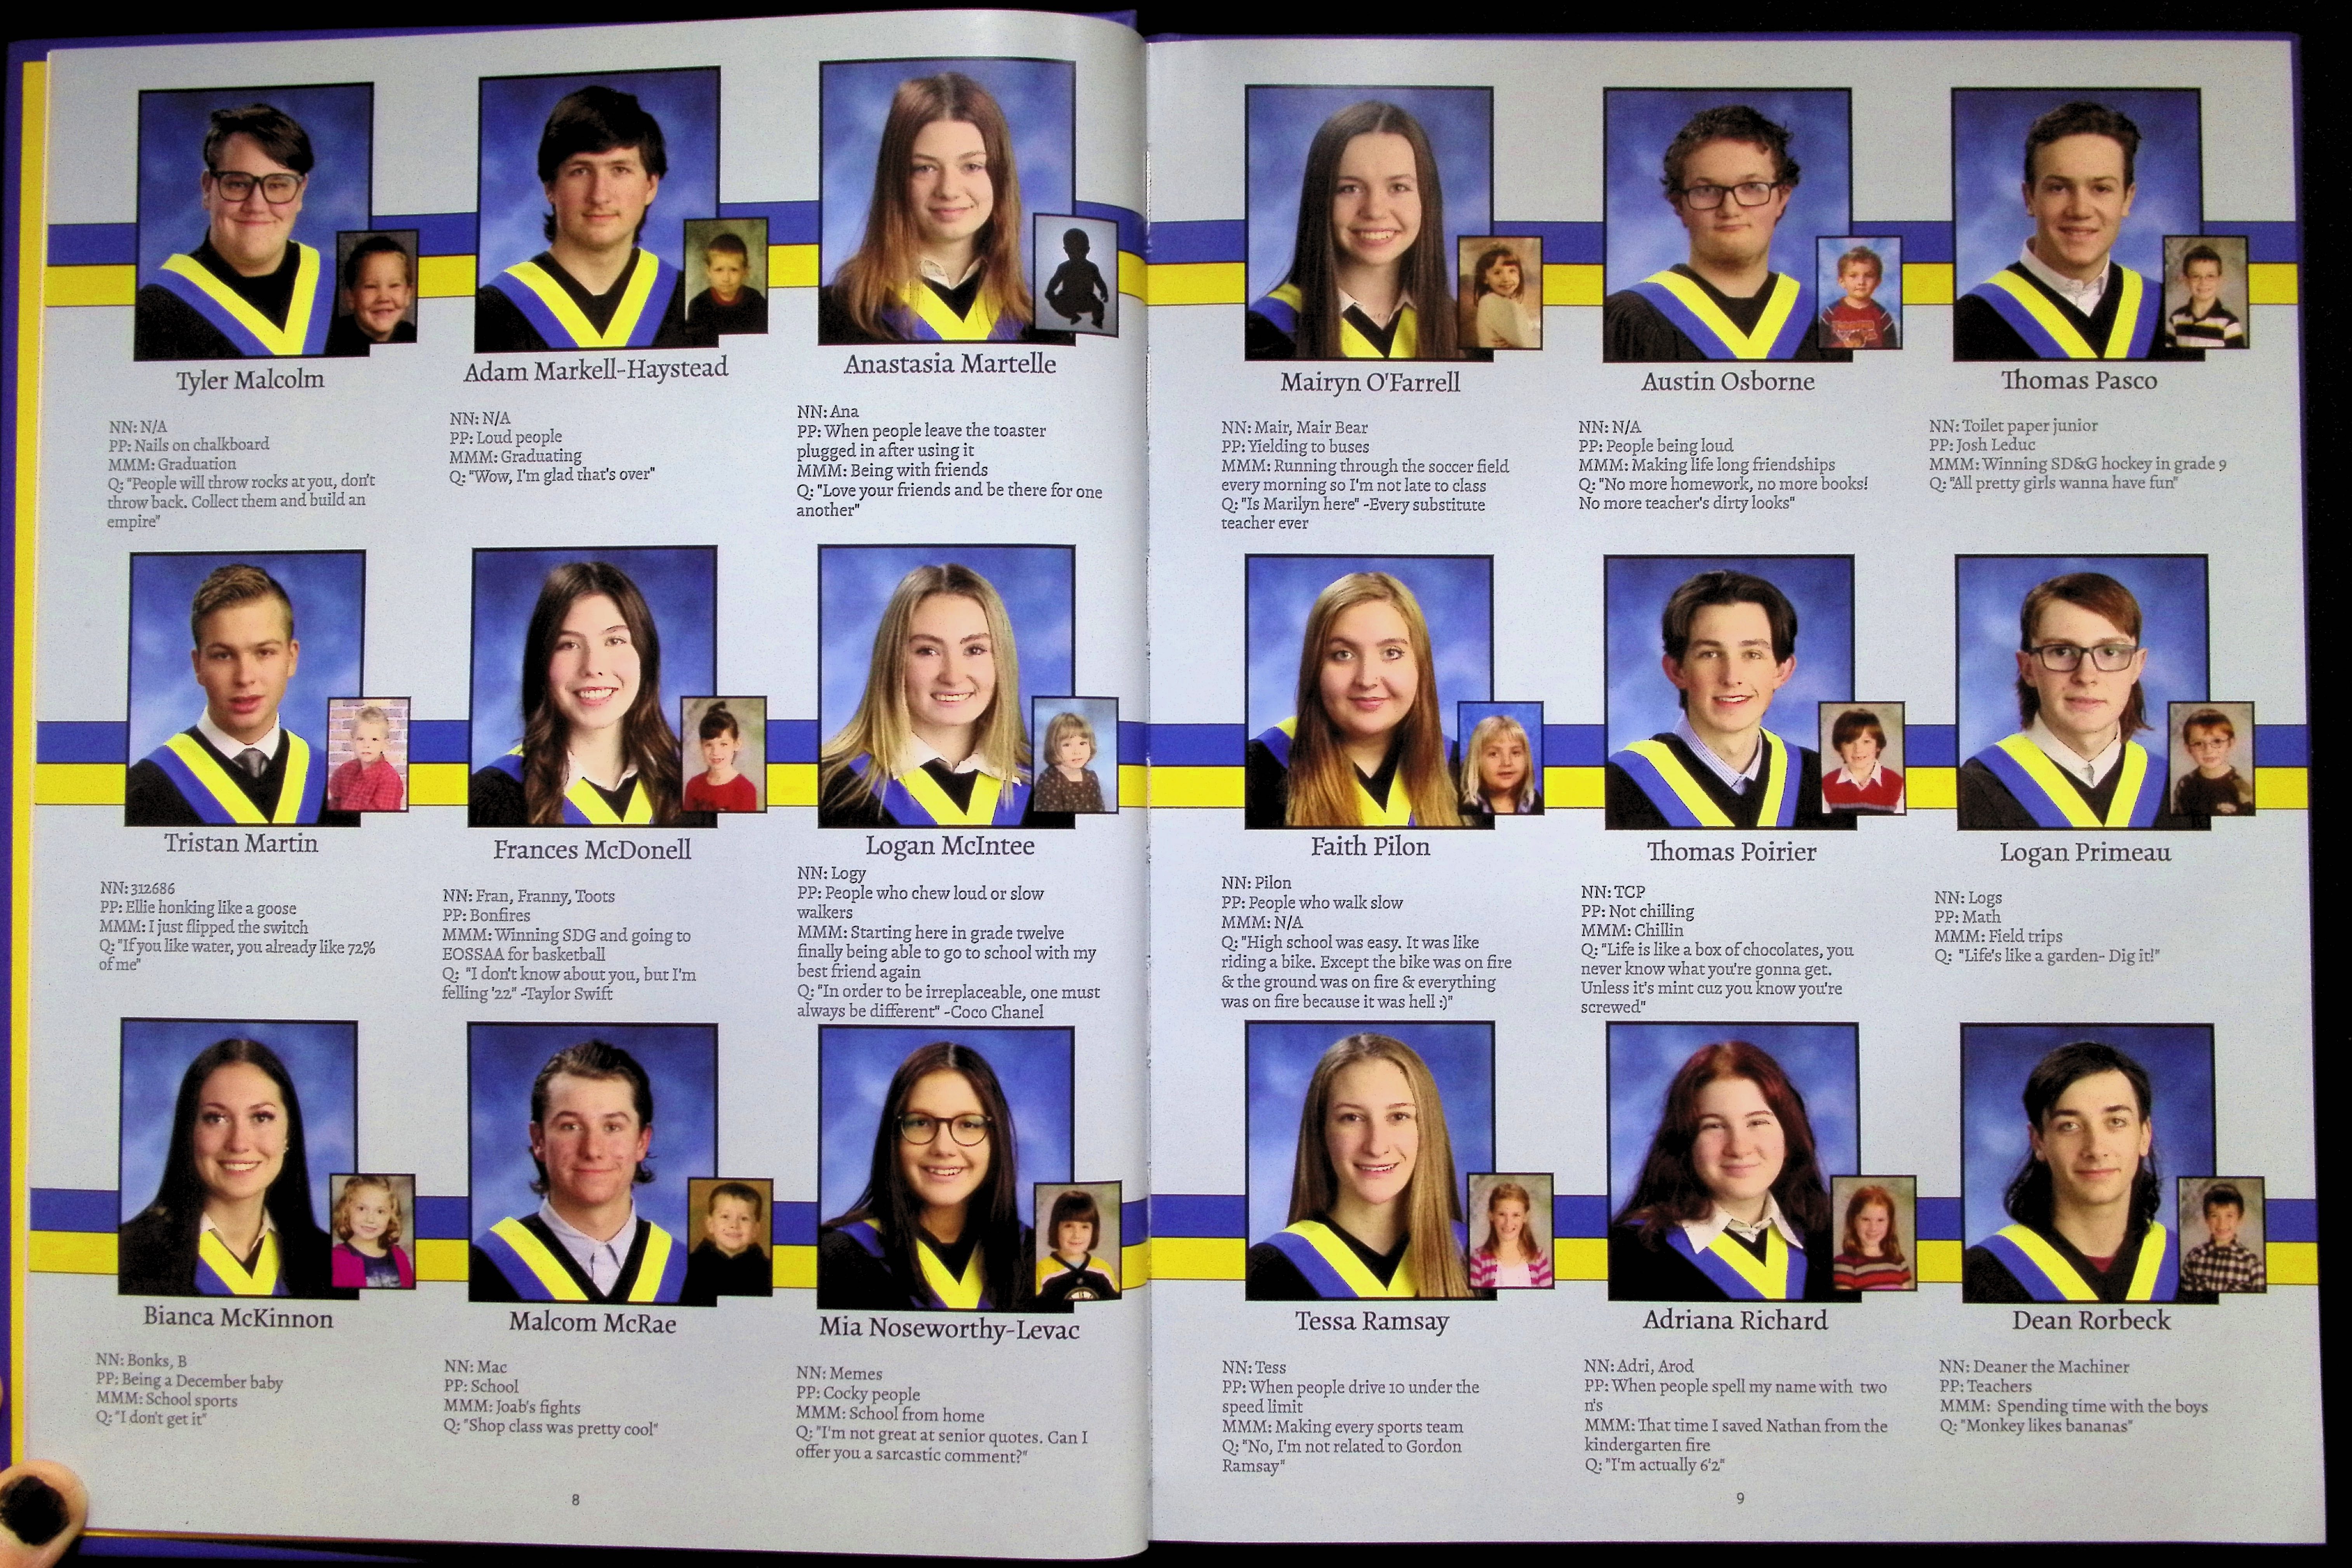 Tyler Malcolm
NN: N/A
PP: Nails on chalkboard
MMM: Graduation
Q: "People will throw rocks at you, don't
throw back. Collect them and build an
empire"
Adam Markell-Haystead
NN: N/A
PP: Loud people
MMM: Graduating
Q: "Wow, I'm glad that's over"
Anastasia Martelle
NN: Ana
PP: When people leave the toaster
plugged in after using it
MMM: Being with friends
Q: "Love your friends and be there for one
another"
Tristan Martin
NN: 312686
PP: Ellie honking like a goose
MMM: I just flipped the switch
Q: "If you like water, you already like 72%
of me"
Frances McDonell
NN: Fran, Franny, Toots
PP: Bonfires
MMM: Winning SDG and going to
EOSSAA for basketball
Q: "I don't know about you, but I'm
felling '22" -Taylor Swift
Logan McIntee
NN: Logy
PP: People who chew loud or slow
walkers
MMM: Starting here in grade twelve
finally being able to go to school with my
best friend again
Q: "In order to be irreplaceable, one must
always be different" -Coco Chanel
Bianca McKinnon
NN: Bonks, B
PP: Being a December baby
MMM: School sports
Q: "I don't get it"
Malcom McRae
NN: Mac
PP: School
MMM: Joab's fights
Q: "Shop class was pretty cool"
Mia Noseworthy-Levac
NN: Memes
PP: Cocky people
MMM: School from home
Q: "I'm not great at senior quotes. Can I
offer you a sarcastic comment?"
8
Mairyn O'Farrell
NN: Mair, Mair Bear
PP: Yielding to buses
MMM: Running through the soccer field
every morning so I'm not late to class
Q: "Is Marilyn here" -Every substitute
teacher ever
Austin Osborne
NN: N/A
PP: People being loud
MMM: Making life long friendships
Q: "No more homework, no more books!
No more teacher's dirty looks"
Thomas Pasco
NN: Toilet paper junior
PP: Josh Leduc
MMM: Winning SD&G hockey in grade 9
Q: "All pretty girls wanna have fun"
Faith Pilon
NN: Pilon
PP: People who walk slow
MMM: N/A
Q: "High school was easy. It was like
riding a bike. Except the bike was on fire
& the ground was on fire & everything
was on fire because it was hell :)"
Thomas Poirier
NN: TCP
PP: Not chilling
MMM: Chillin
Q: "Life is like a box of chocolates, you
never know what you're gonna get.
Unless it's mint cuz you know you're
screwed"
Logan Primeau
NN: Logs
PP: Math
MMM: Field trips
Q: "Life's like a garden- Dig it!"
Tessa Ramsay
NN: Tess
PP: When people drive 10 under the
speed limit
MMM: Making every sports team
Q: "No, I'm not related to Gordon
Ramsay"
Adriana Richard
NN: Adri, Arod
PP: When people spell my name with two
n's
MMM: That time I saved Nathan from the
kindergarten fire
Q: "I'm actually 6'2"
Dean Rorbeck
NN: Deaner the Machiner
PP: Teachers
MMM: Spending time with the boys
Q: "Monkey likes bananas"
9